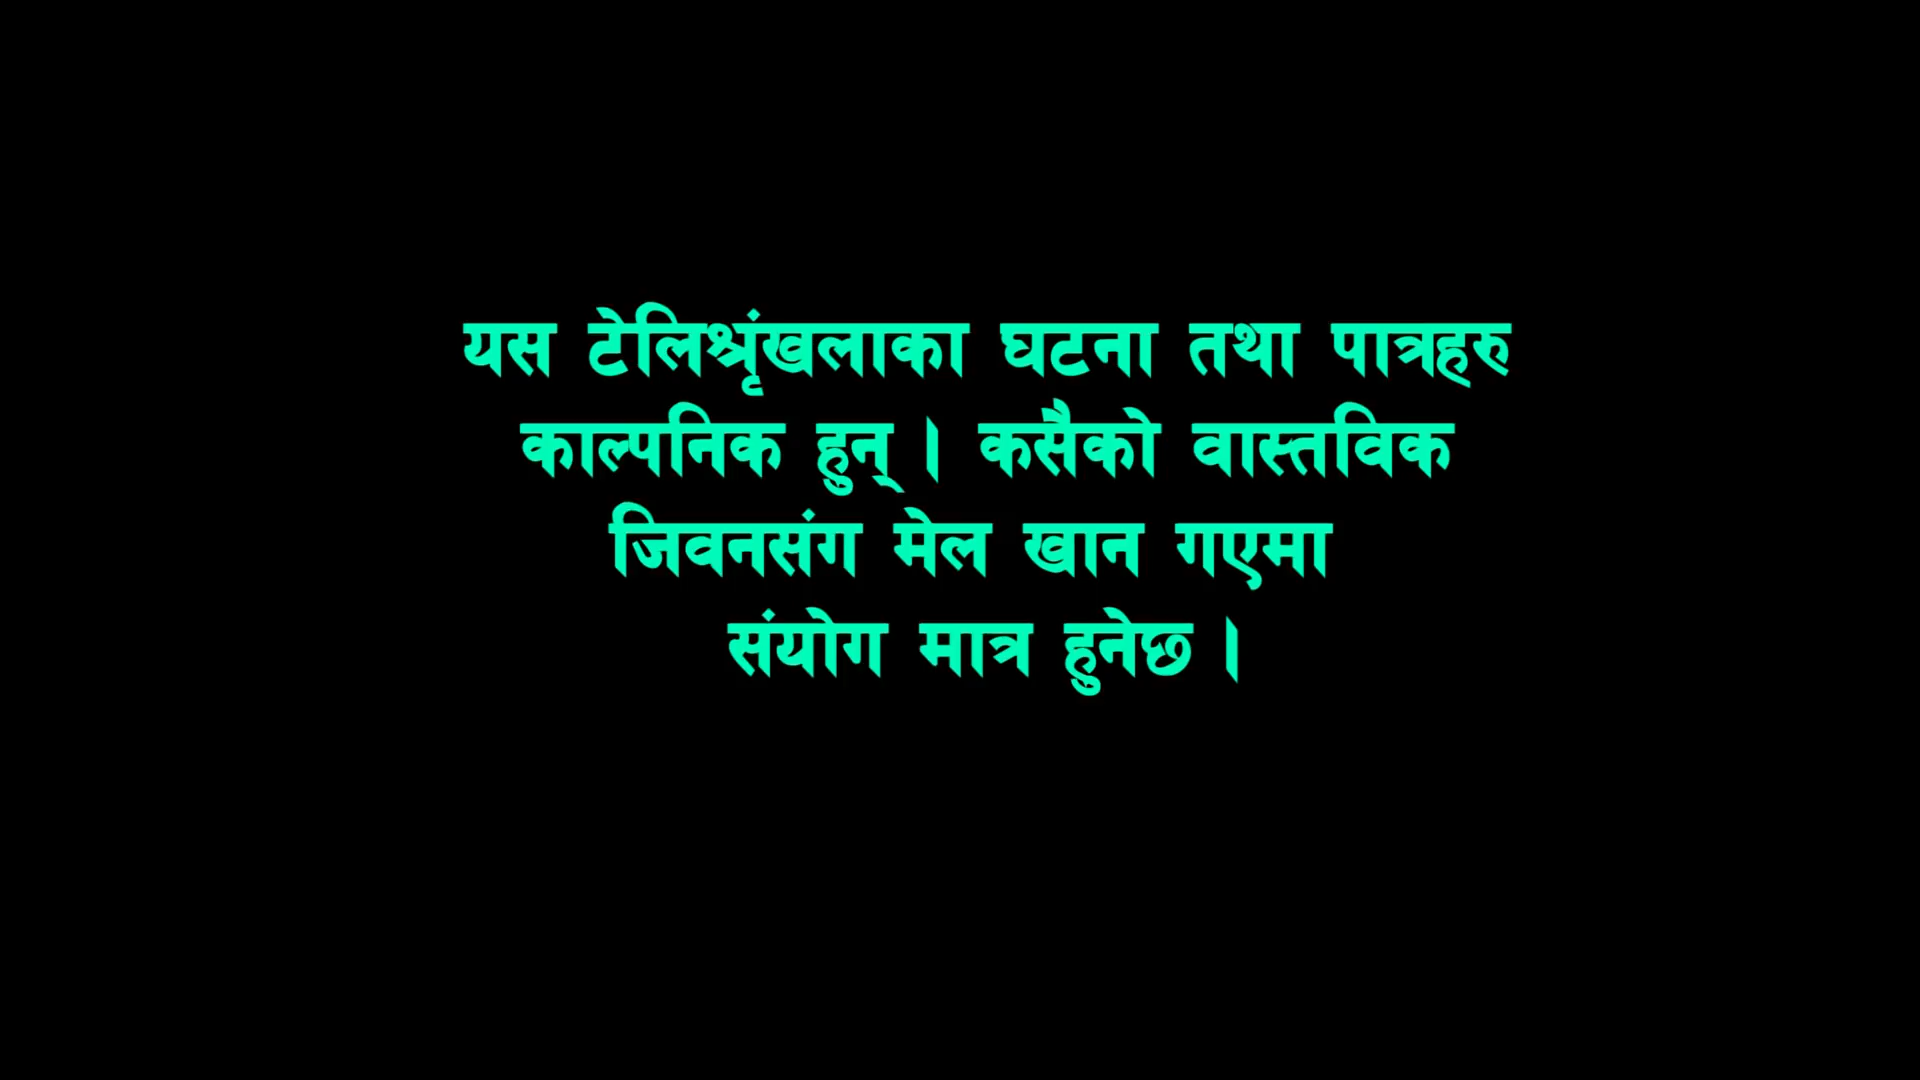 यस टेलिश्रृंखलाका घटना तथा पात्रहरु
काल्पनिक हुन् । कसैको वास्तविक
जिवनसंग मेल खान गएमा
संयोग मात्र हुनेछ ।